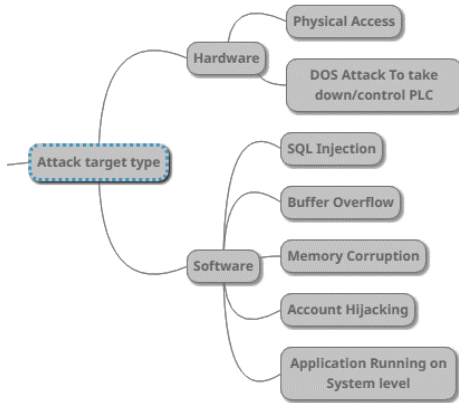 Physical Access
Hardware
DOS Attack To take
down/control PLC
Attack target type
SQL Injection
Buffer Overflow
Software
Memory Corruption
Account Hijacking
Application Running on
System level